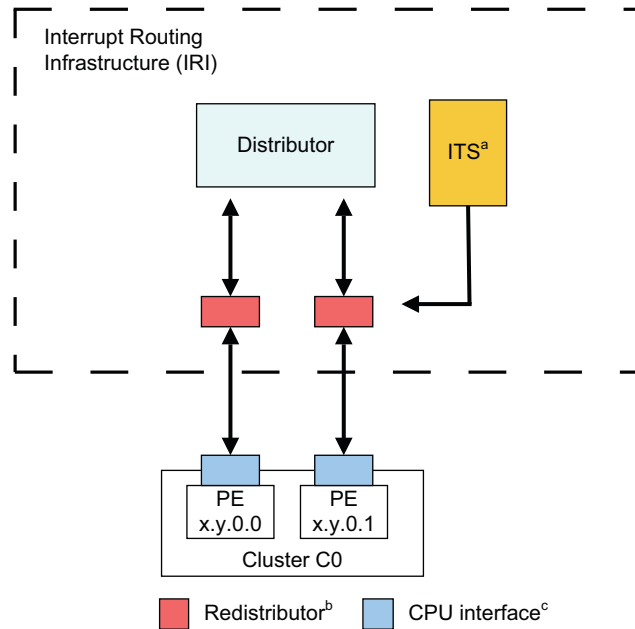 Interrupt Routing
Infrastructure (IRI)
Distributor
ITSᵃ
PE
x.y.0.0
PE
x.y.0.1
Cluster C0
Redistributorᵇ
CPU interfaceᶜ